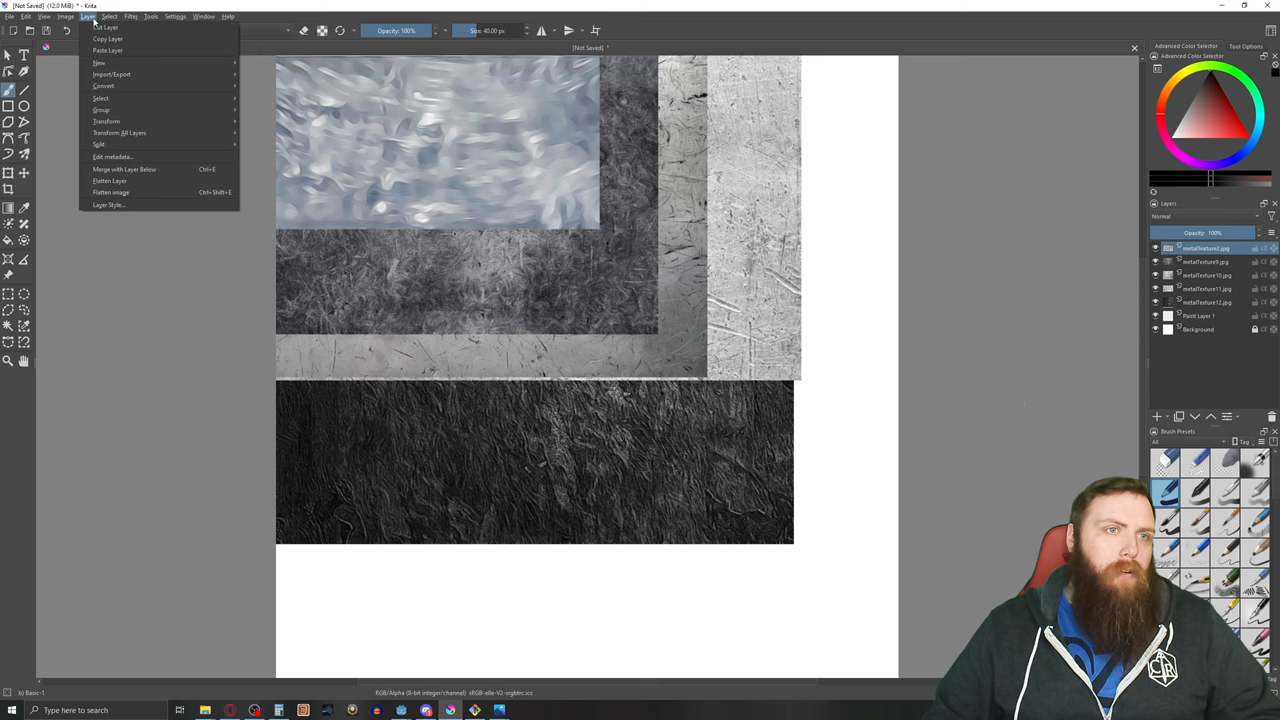 [Not Saved] (12.0 MiB) * - Krita
File Edit View Image Layer Select Filter Tools Settings Window Help
Opacity: 100%
Size: 40.00 px
[Not Saved] *
Cut Layer
Copy Layer
Paste Layer
New
Import/Export
Convert
Select
Group
Transform
Transform All Layers
Split
Edit metadata...
Merge with Layer Below Ctrl+E
Flatten Layer
Flatten image Ctrl+Shift+E
Layer Style...
Advanced Color Selector Tool Options
Advanced Color Selector
Layers
Normal
Opacity: 100%
metalTexture2.jpg
metalTexture9.jpg
metalTexture10.jpg
metalTexture11.jpg
metalTexture12.jpg
Paint Layer 1
Background
Brush Presets
All
Tag
b) Basic-1
RGB/Alpha (8-bit integer/channel) sRGB-elle-V2-srgbtrc.icc
Type here to search